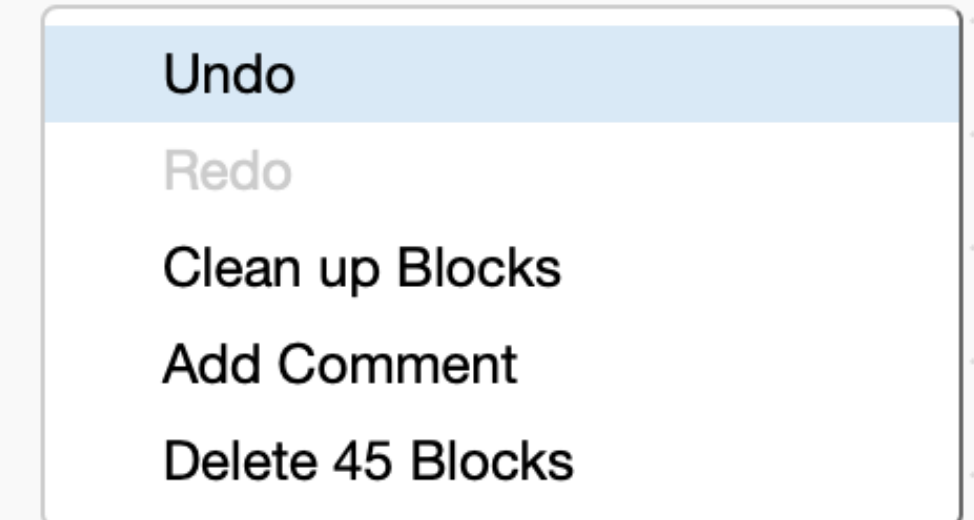 Undo
Redo
Clean up Blocks
Add Comment
Delete 45 Blocks